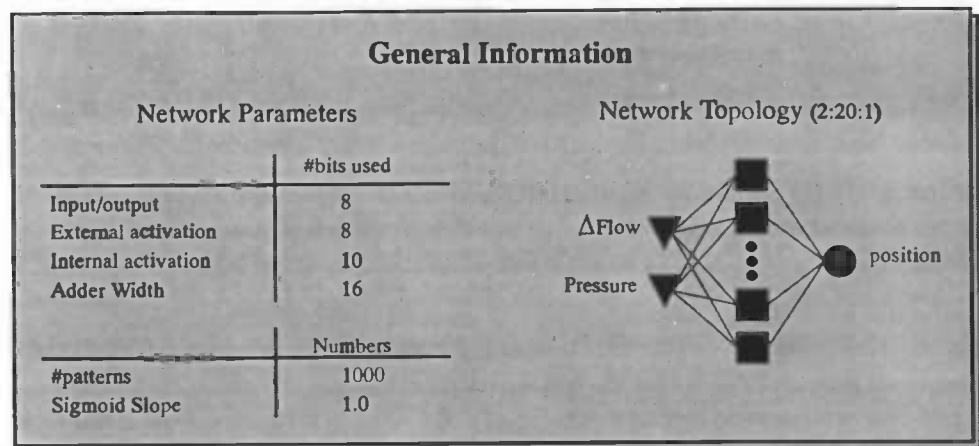 General Information
Network Parameters
#bits used
Input/output 8
External activation 8
Internal activation 10
Adder Width 16
Numbers
#patterns 1000
Sigmoid Slope 1.0
Network Topology (2:20:1)
ΔFlow
Pressure
position